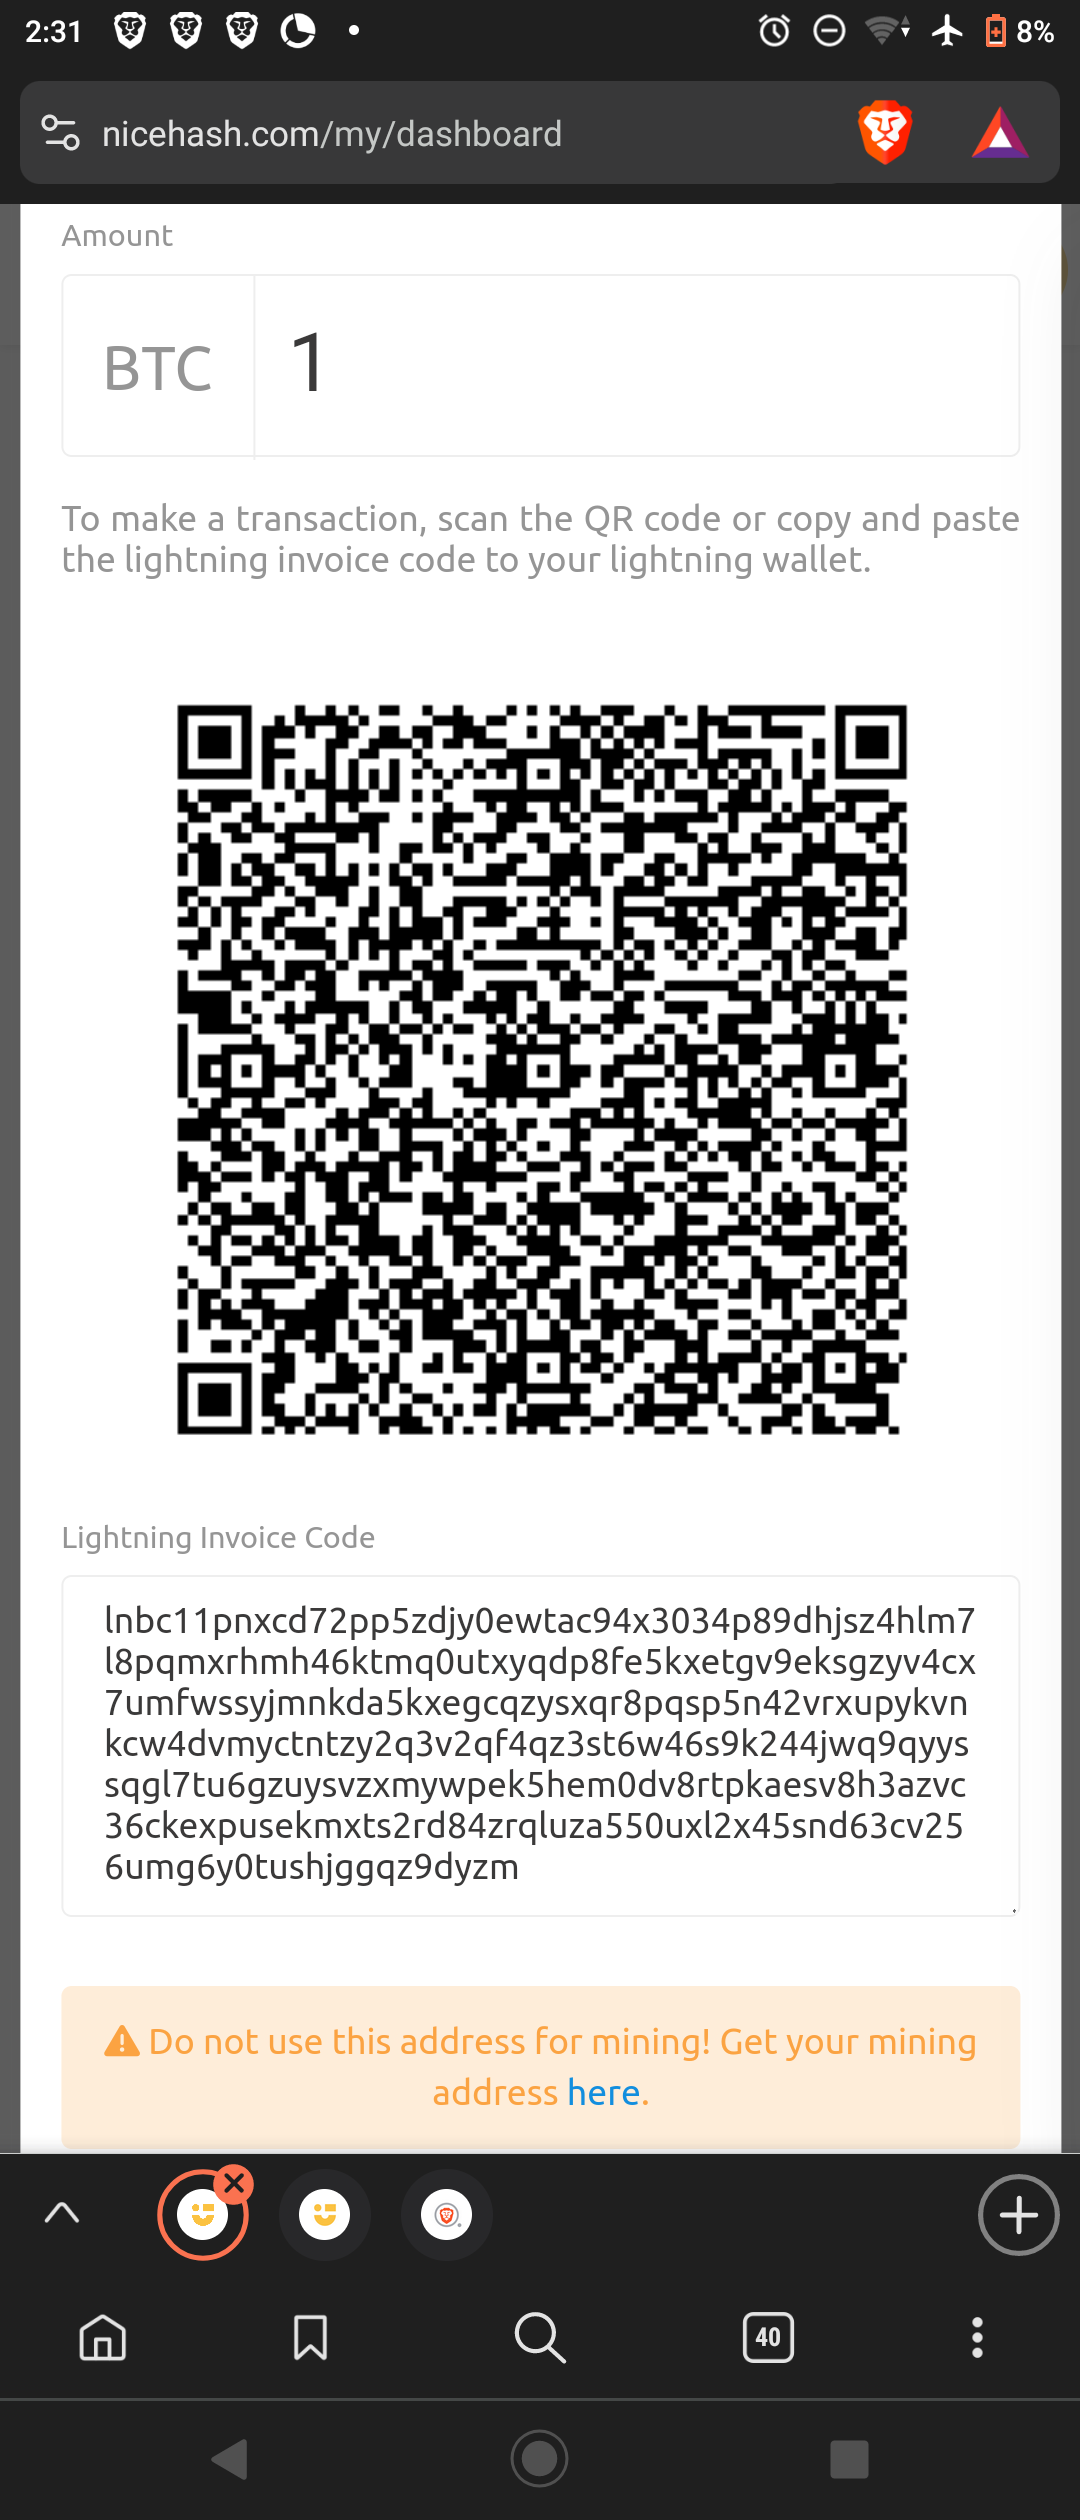 2:31
8%
nicehash.com/my/dashboard
Amount
BTC
1
To make a transaction, scan the QR code or copy and paste
the lightning invoice code to your lightning wallet.
Lightning Invoice Code
lnbc11pnxcd72pp5zdjy0ewtac94x3034p89dhjsz4hlm7
l8pqmxrhmh46ktmq0utxyqdp8fe5kxetgv9eksgzyv4cx
7umfwssyjmnkda5kxegcqzysxqr8pqsp5n42vrxupykvn
kcw4dvmyctntzy2q3v2qf4qz3st6w46s9k244jwq9qyys
sqgl7tu6gzuysvzxmywpek5hem0dv8rtpkaesv8h3azvc
36ckexpusekmxts2rd84zrqluza550uxl2x45snd63cv25
6umg6y0tushjggqz9dyzm
Do not use this address for mining! Get your mining
address here.
40